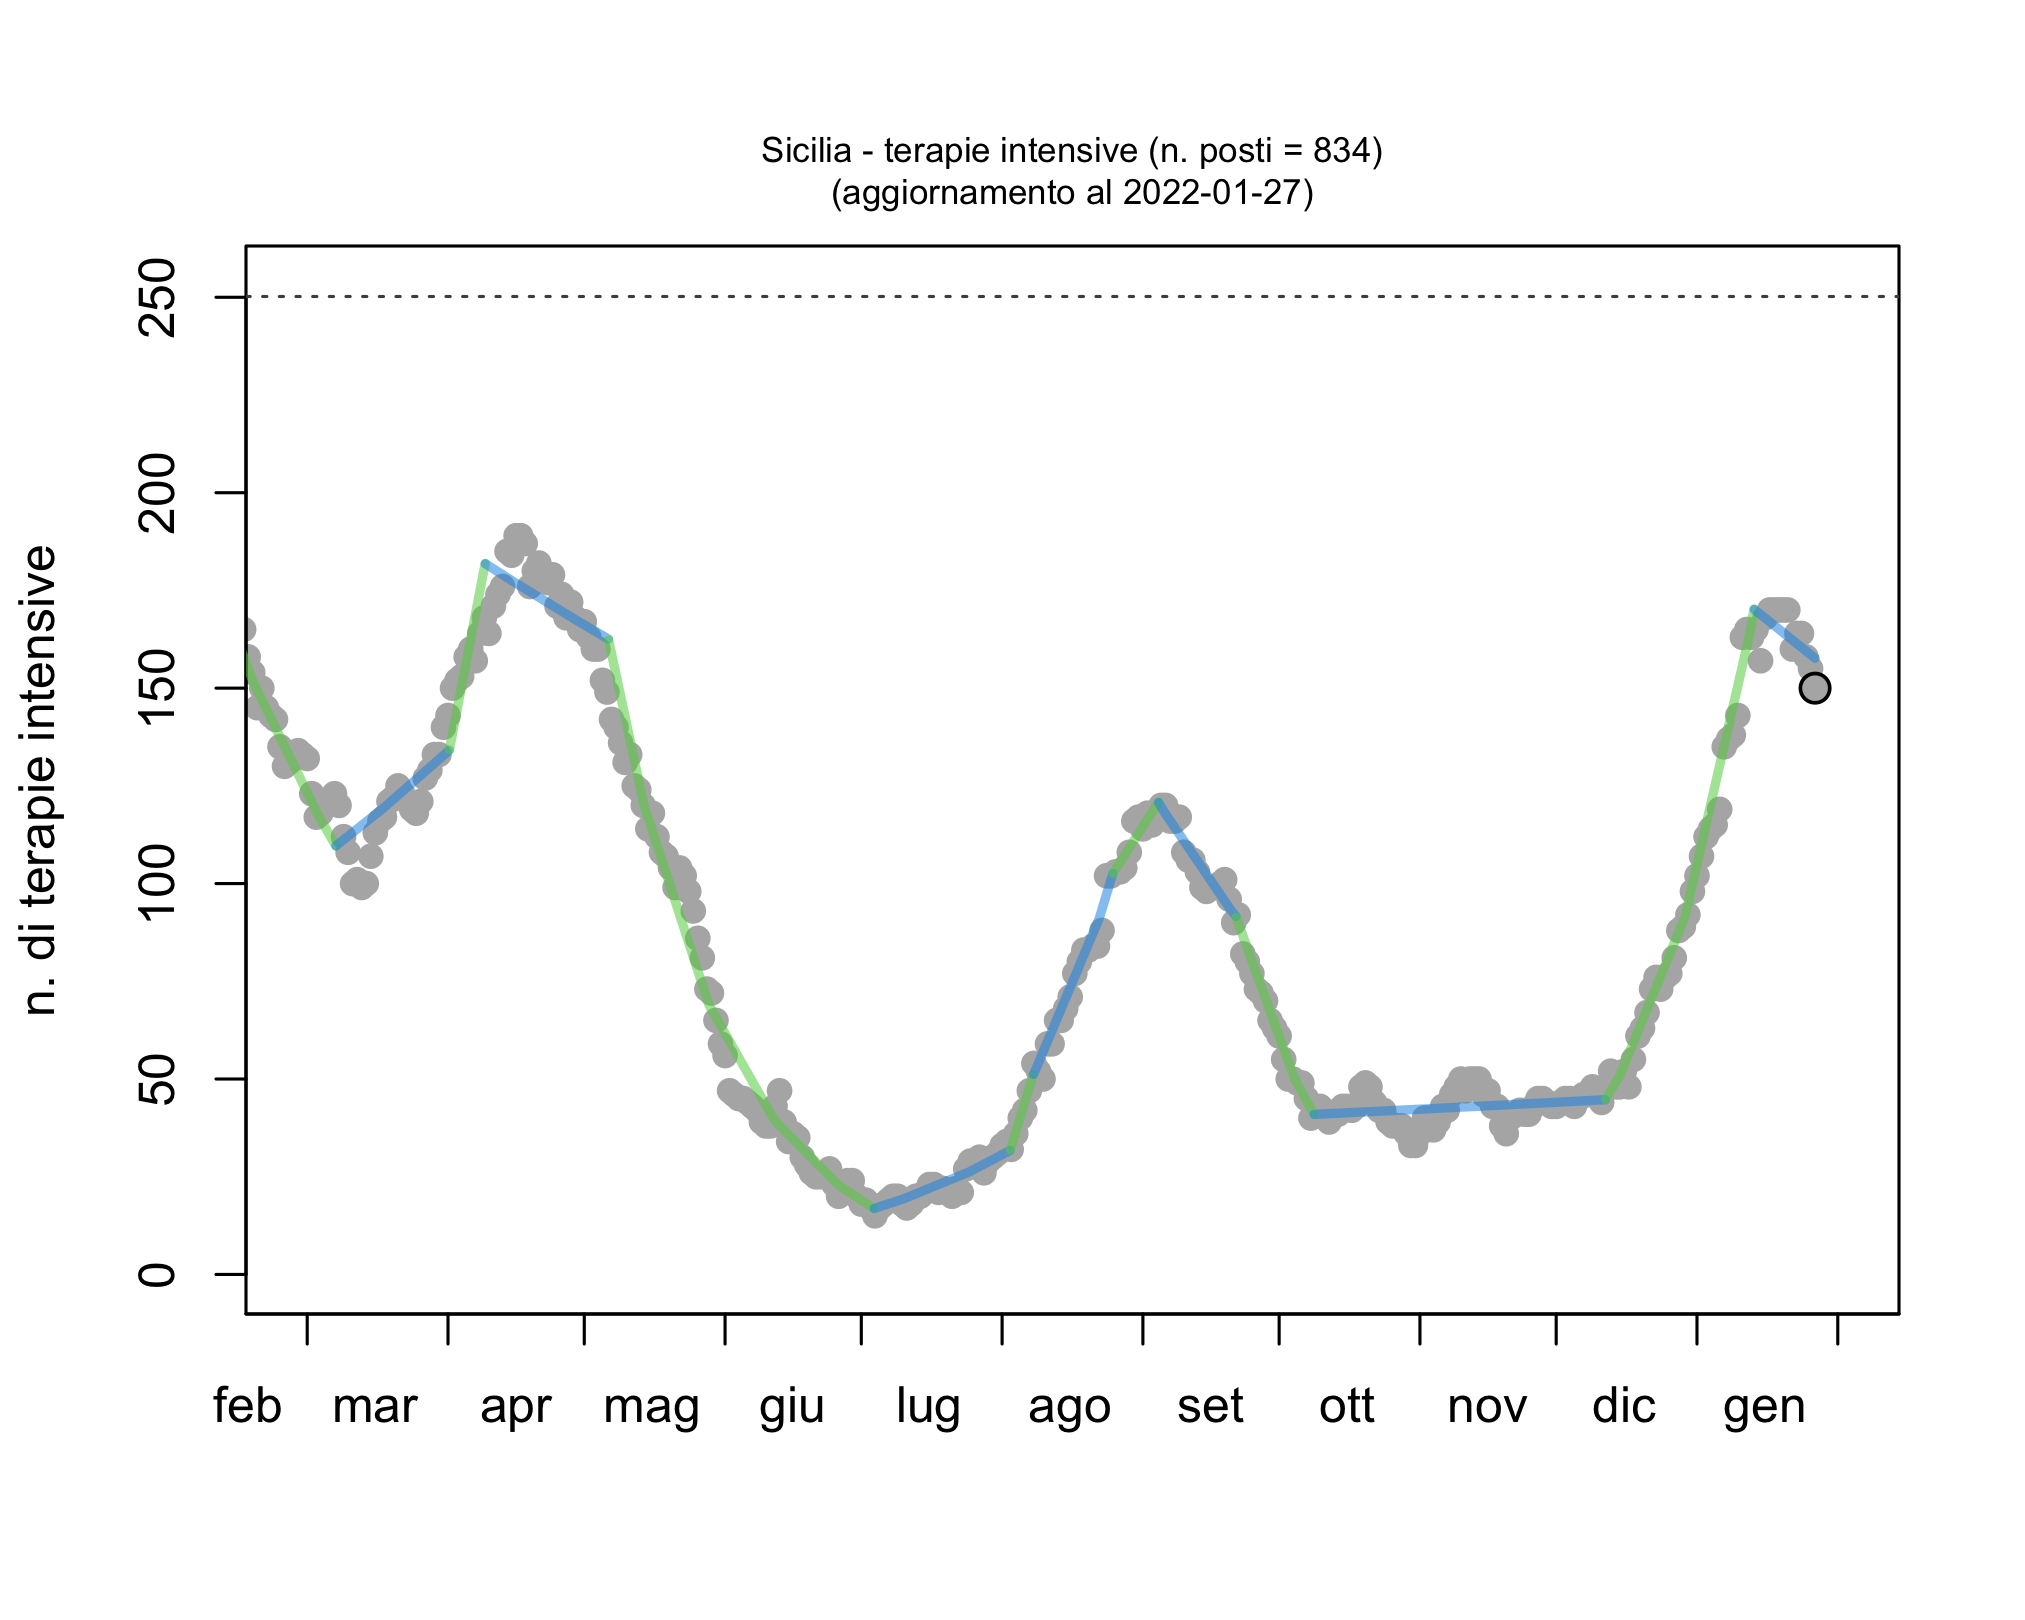 Sicilia - terapie intensive (n. posti = 834)
(aggiornamento al 2022-01-27)
n. di terapie intensive
250
200
150
100
50
0
feb mar apr mag giu lug ago set ott nov dic gen